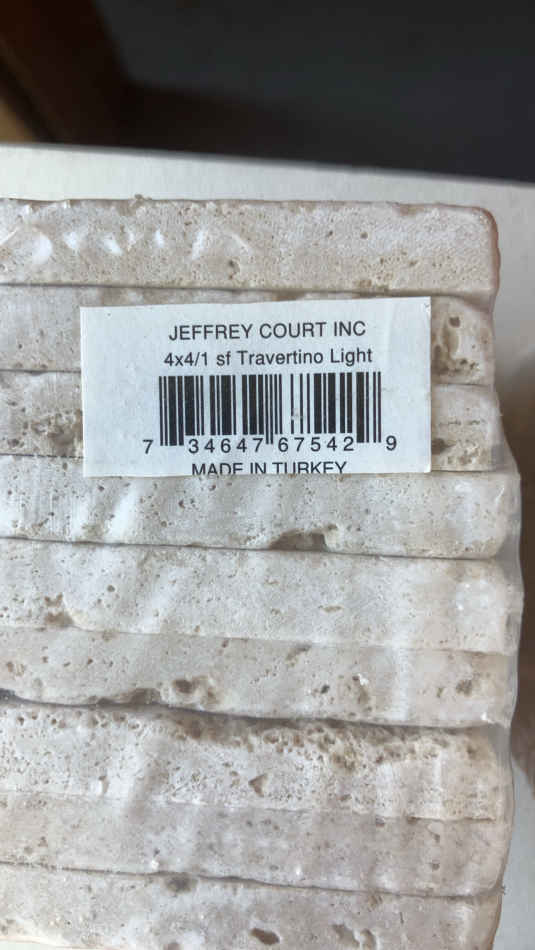 JEFFREY COURT INC
4x4/1 sf Travertino Light
7 34647 67542 9
MADE IN TURKEY